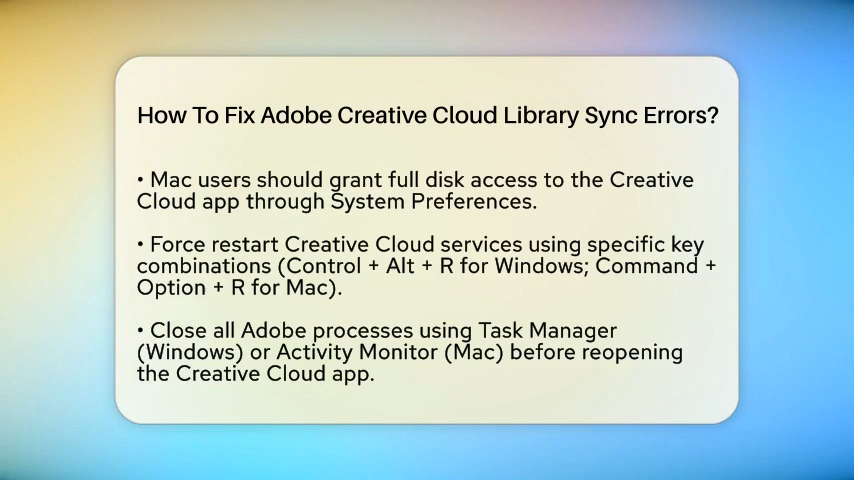 How To Fix Adobe Creative Cloud Library Sync Errors?
• Mac users should grant full disk access to the Creative
Cloud app through System Preferences.
• Force restart Creative Cloud services using specific key
combinations (Control + Alt + R for Windows; Command +
Option + R for Mac).
• Close all Adobe processes using Task Manager
(Windows) or Activity Monitor (Mac) before reopening
the Creative Cloud app.